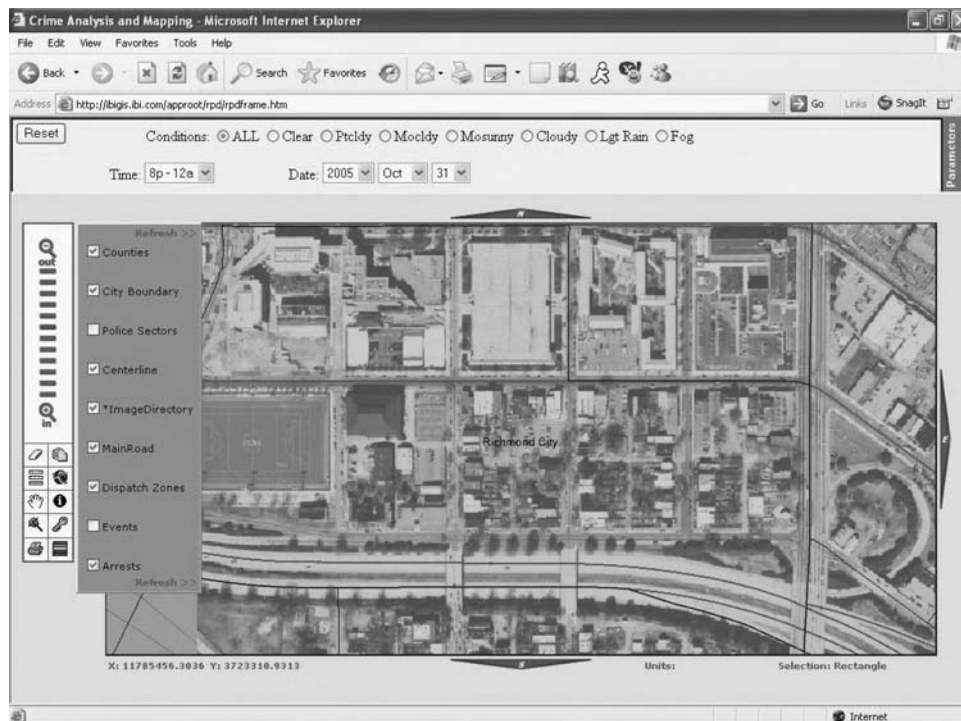 Crime Analysis and Mapping - Microsoft Internet Explorer
File Edit View Favorites Tools Help
Back Search Favorites
Address http://ibigis.ibi.com/approot/rpd/rpdframe.htm Go Links SnagIt
Reset Conditions: ALL Clear Ptcldy Mocldy Mosunny Cloudy Lgt Rain Fog
Parameters
Time: 8p - 12a Date: 2005 Oct 31
N
Refresh >>
out
Counties
City Boundary
Police Sectors
Centerline
*ImageDirectory
in
MainRoad
Richmond City
E
Dispatch Zones
Events
Arrests
Refresh >>
S
X: 11785456.3036 Y: 3723310.9313 Units: Selection: Rectangle
Internet